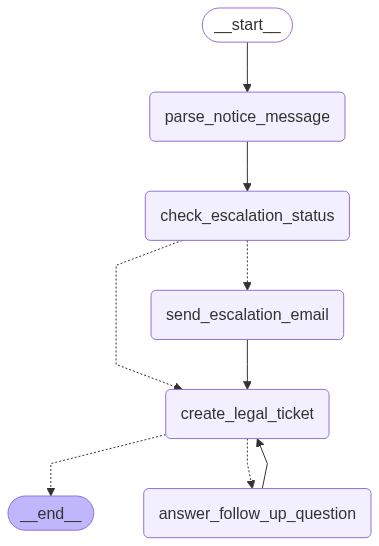 __start__
parse_notice_message
check_escalation_status
send_escalation_email
create_legal_ticket
__end__
answer_follow_up_question